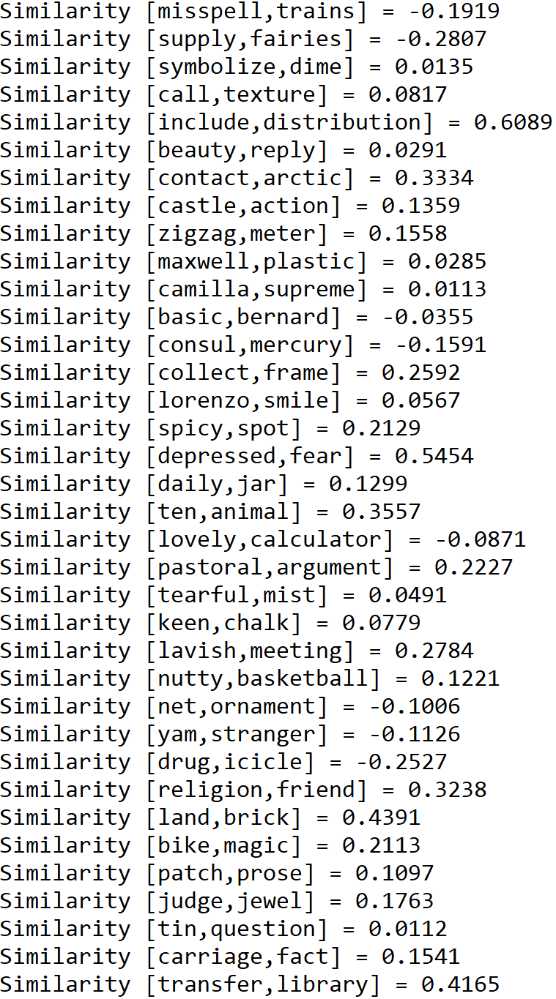 Similarity [misspell,trains] = -0.1919
Similarity [supply,fairies] = -0.2807
Similarity [symbolize,dime] = 0.0135
Similarity [call,texture] = 0.0817
Similarity [include,distribution] = 0.6089
Similarity [beauty,reply] = 0.0291
Similarity [contact,arctic] = 0.3334
Similarity [castle,action] = 0.1359
Similarity [zigzag,meter] = 0.1558
Similarity [maxwell,plastic] = 0.0285
Similarity [camilla,supreme] = 0.0113
Similarity [basic,bernard] = -0.0355
Similarity [consul,mercury] = -0.1591
Similarity [collect,frame] = 0.2592
Similarity [lorenzo,smile] = 0.0567
Similarity [spicy,spot] = 0.2129
Similarity [depressed,fear] = 0.5454
Similarity [daily,jar] = 0.1299
Similarity [ten,animal] = 0.3557
Similarity [lovely,calculator] = -0.0871
Similarity [pastoral,argument] = 0.2227
Similarity [tearful,mist] = 0.0491
Similarity [keen,chalk] = 0.0779
Similarity [lavish,meeting] = 0.2784
Similarity [nutty,basketball] = 0.1221
Similarity [net,ornament] = -0.1006
Similarity [yam,stranger] = -0.1126
Similarity [drug,icicle] = -0.2527
Similarity [religion,friend] = 0.3238
Similarity [land,brick] = 0.4391
Similarity [bike,magic] = 0.2113
Similarity [patch,prose] = 0.1097
Similarity [judge,jewel] = 0.1763
Similarity [tin,question] = 0.0112
Similarity [carriage,fact] = 0.1541
Similarity [transfer,library] = 0.4165